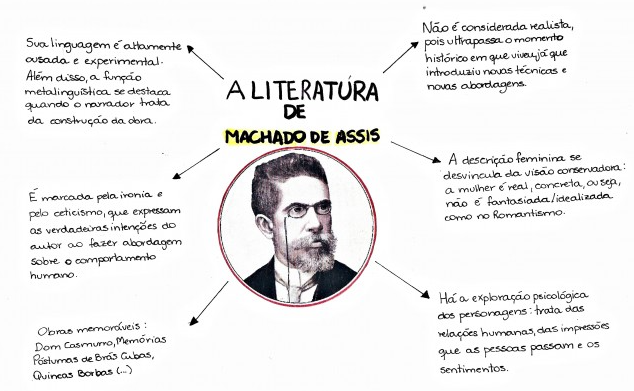 A LITERATURA
DE
MACHADO DE ASSIS
Sua linguagem é altamente
ousada e experimental.
Além disso, a função
metalinguística se destaca
quando o narrador trata
da construção da obra.
Não é considerada realista,
pois ultrapassa o momento
histórico em que viveu, já que
introduziu novas técnicas e
novas abordagens.
É marcada pela ironia e
pelo ceticismo, que expressam
as verdadeiras intenções do
autor ao fazer abordagem
sobre o comportamento
humano.
A descrição feminina se
desvincula da visão conservadora:
a mulher é real, concreta, ou seja,
não é fantasiada/idealizada
como no Romantismo.
Obras memoráveis:
Dom Casmurro, Memórias
Póstumas de Brás Cubas,
Quincas Borbas (...)
Há a exploração psicológica
dos personagens: trata das
relações humanas, das impressões
que as pessoas passam e os
sentimentos.